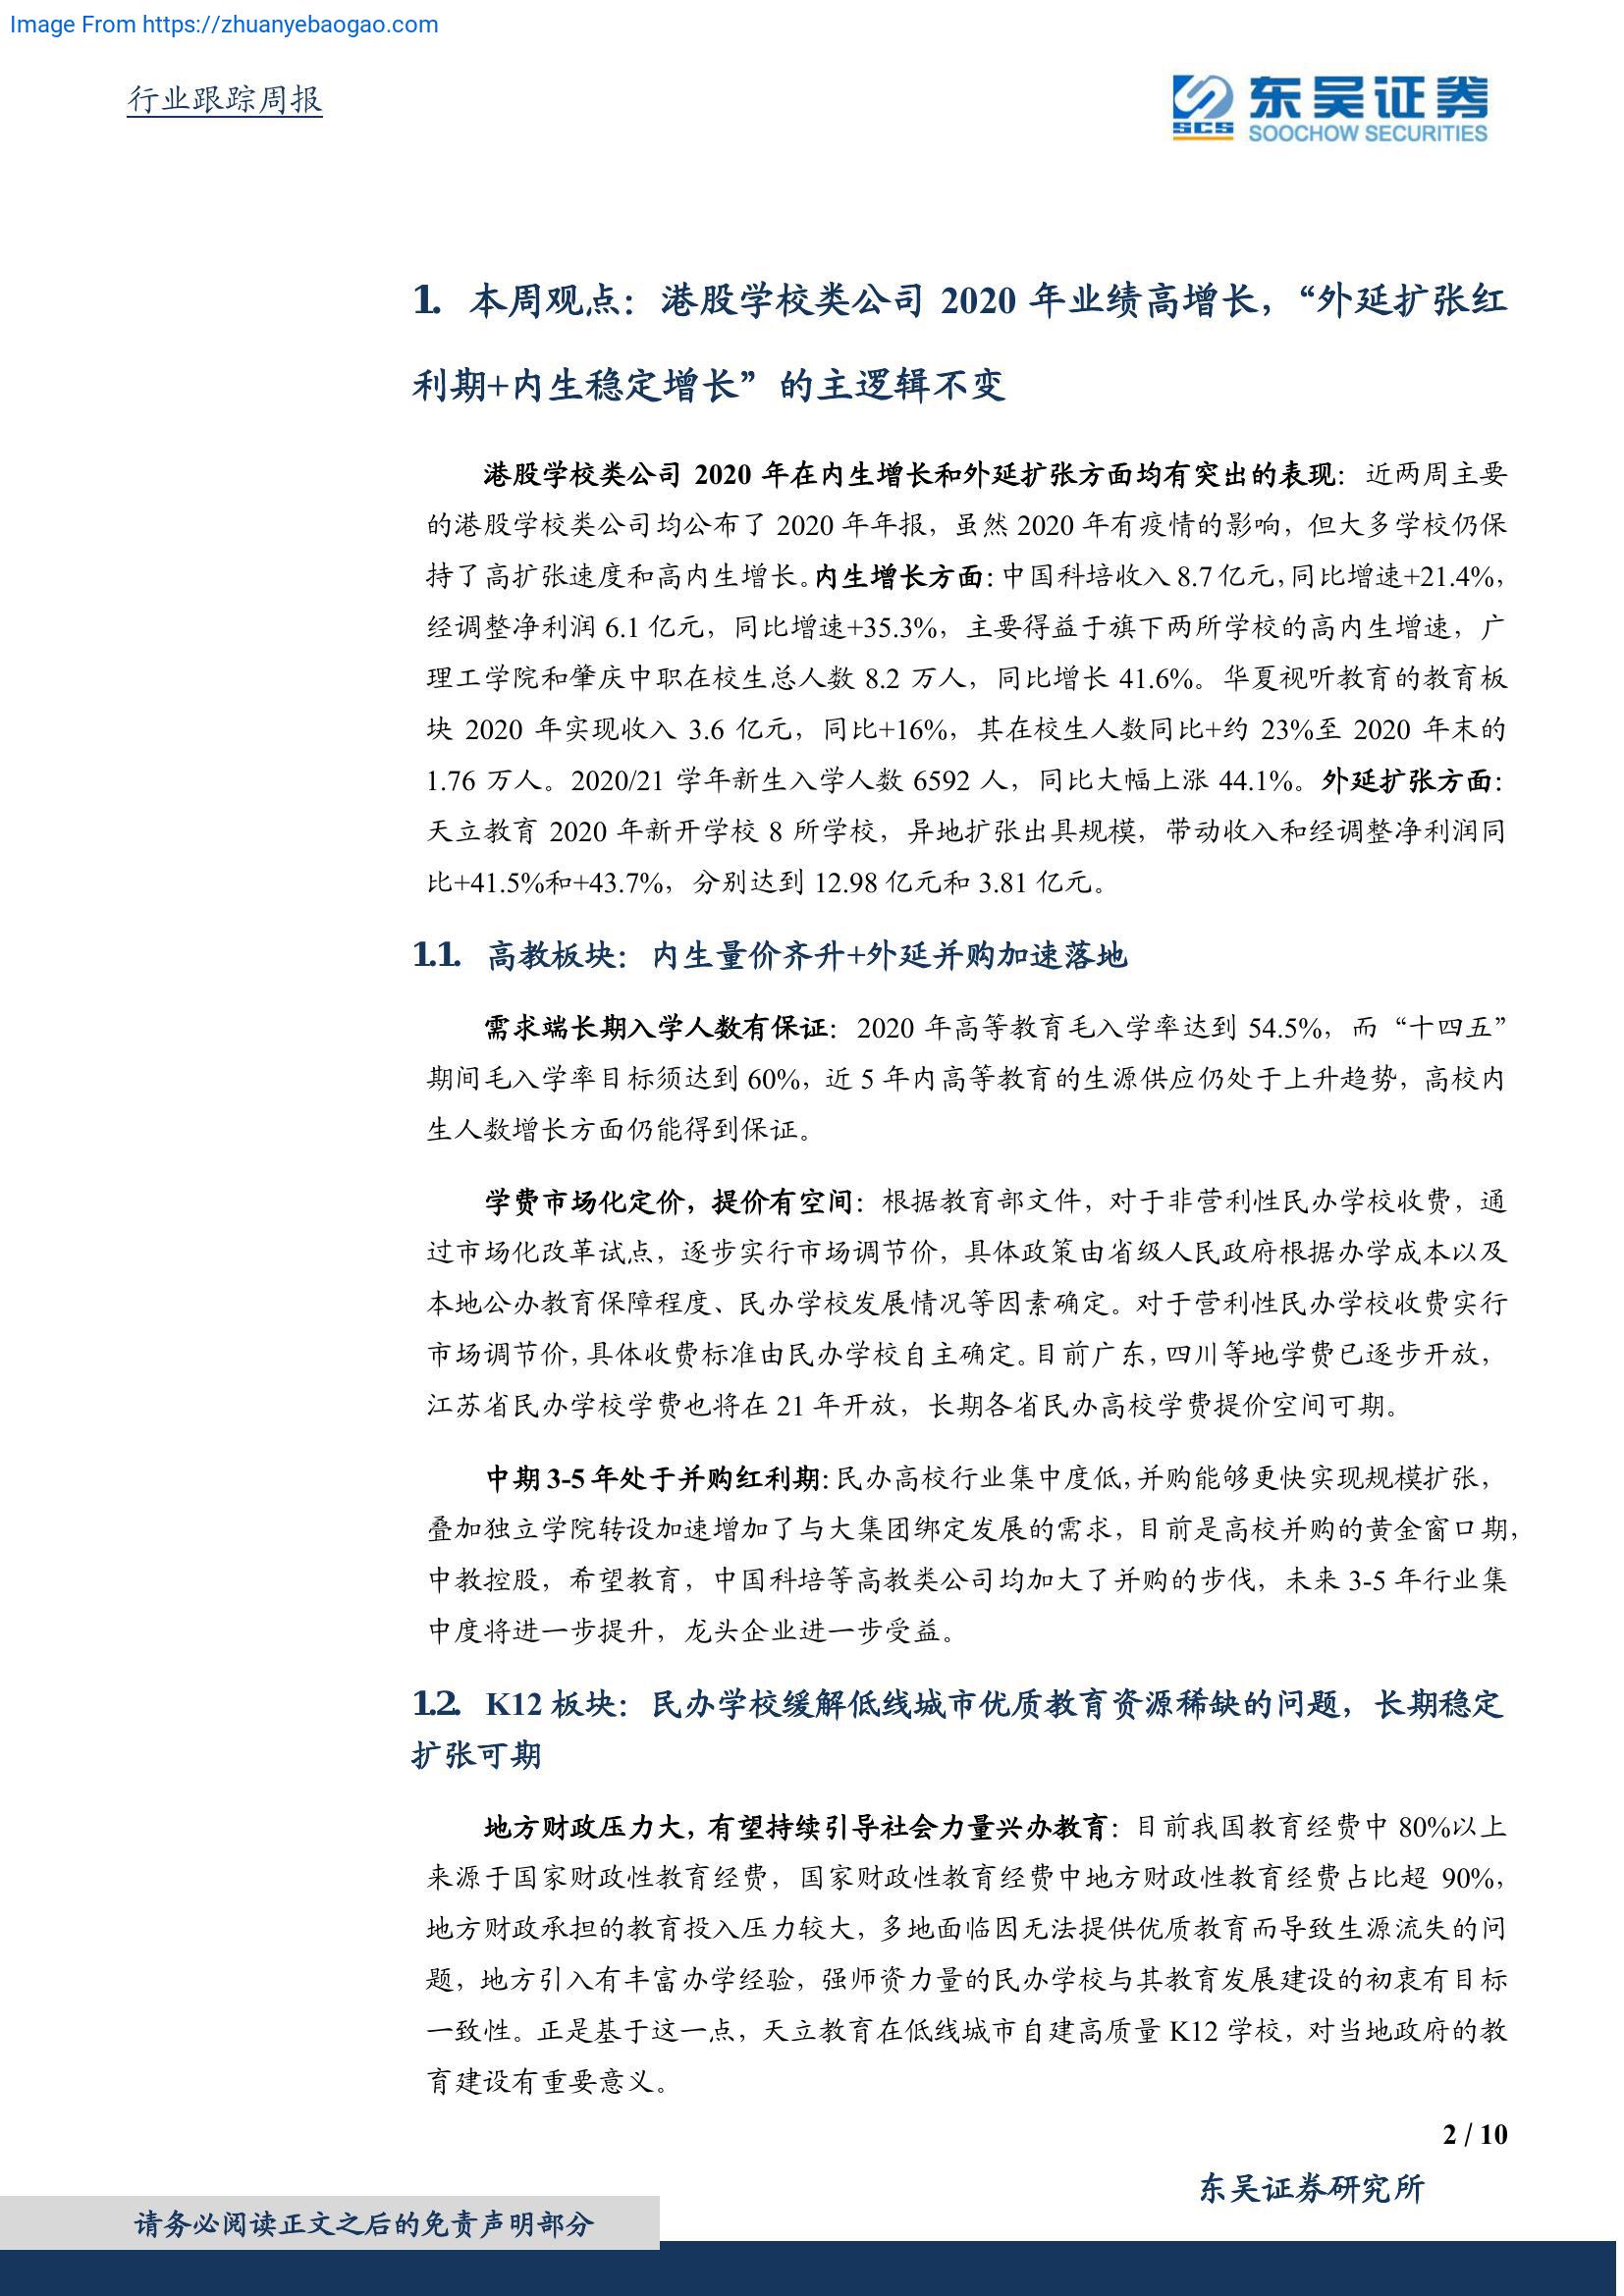 Image From https://zhuanyebaogao.com
行业跟踪周报
SCS
东吴证券
SOOCHOW SECURITIES
1. 本周观点：港股学校类公司 2020 年业绩高增长，“外延扩张红
利期+内生稳定增长”的主逻辑不变
港股学校类公司 2020 年在内生增长和外延扩张方面均有突出的表现：近两周主要
的港股学校类公司均公布了 2020 年年报，虽然 2020 年有疫情的影响，但大多学校仍保
持了高扩张速度和高内生增长。内生增长方面：中国科培收入 8.7 亿元，同比增速+21.4%，
经调整净利润 6.1 亿元，同比增速+35.3%，主要得益于旗下两所学校的高内生增速，广
理工学院和肇庆中职在校生总人数 8.2 万人，同比增长 41.6%。华夏视听教育的教育板
块 2020 年实现收入 3.6 亿元，同比+16%，其在校生人数同比+约 23%至 2020 年末的
1.76 万人。2020/21 学年新生入学人数 6592 人，同比大幅上涨 44.1%。外延扩张方面：
天立教育 2020 年新开学校 8 所学校，异地扩张出具规模，带动收入和经调整净利润同
比+41.5%和+43.7%，分别达到 12.98 亿元和 3.81 亿元。
1.1. 高教板块：内生量价齐升+外延并购加速落地
需求端长期入学人数有保证：2020 年高等教育毛入学率达到 54.5%，而“十四五”
期间毛入学率目标须达到 60%，近 5 年内高等教育的生源供应仍处于上升趋势，高校内
生人数增长方面仍能得到保证。
学费市场化定价，提价有空间：根据教育部文件，对于非营利性民办学校收费，通
过市场化改革试点，逐步实行市场调节价，具体政策由省级人民政府根据办学成本以及
本地公办教育保障程度、民办学校发展情况等因素确定。对于营利性民办学校收费实行
市场调节价，具体收费标准由民办学校自主确定。目前广东，四川等地学费已逐步开放，
江苏省民办学校学费也将在 21 年开放，长期各省民办高校学费提价空间可期。
中期 3-5 年处于并购红利期：民办高校行业集中度低，并购能够更快实现规模扩张，
叠加独立学院转设加速增加了与大集团绑定发展的需求，目前是高校并购的黄金窗口期，
中教控股，希望教育，中国科培等高教类公司均加大了并购的步伐，未来 3-5 年行业集
中度将进一步提升，龙头企业进一步受益。
1.2. K12 板块：民办学校缓解低线城市优质教育资源稀缺的问题，长期稳定
扩张可期
地方财政压力大，有望持续引导社会力量兴办教育：目前我国教育经费中 80%以上
来源于国家财政性教育经费，国家财政性教育经费中地方财政性教育经费占比超 90%，
地方财政承担的教育投入压力较大，多地面临因无法提供优质教育而导致生源流失的问
题，地方引入有丰富办学经验，强师资力量的民办学校与其教育发展建设的初衷有目标
一致性。正是基于这一点，天立教育在低线城市自建高质量 K12 学校，对当地政府的教
育建设有重要意义。
2 / 10
东吴证券研究所
请务必阅读正文之后的免责声明部分